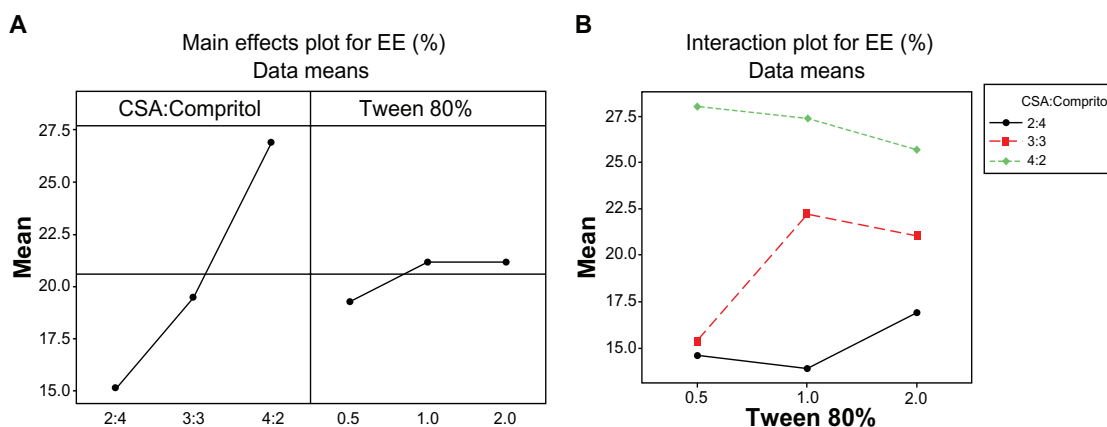 A
Main effects plot for EE (%)
Data means
CSA:Compritol Tween 80%
Mean
27.5
25.0
22.5
20.0
17.5
15.0
2:4 3:3 4:2 0.5 1.0 2.0
B
Interaction plot for EE (%)
Data means
Mean
27.5
25.0
22.5
20.0
17.5
15.0
0.5 1.0 2.0
Tween 80%
CSA:Compritol
2:4
3:3
4:2